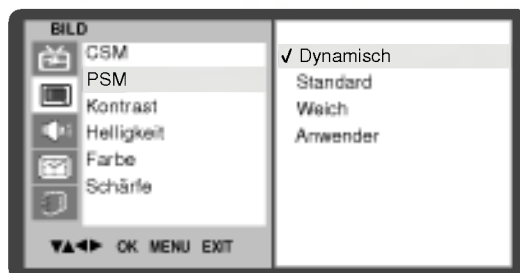 BILD
CSM
PSM
Kontrast
Helligkeit
Farbe
Schärfe
▼▲◀▶ OK MENU EXIT
✓ Dynamisch
Standard
Weich
Anwender